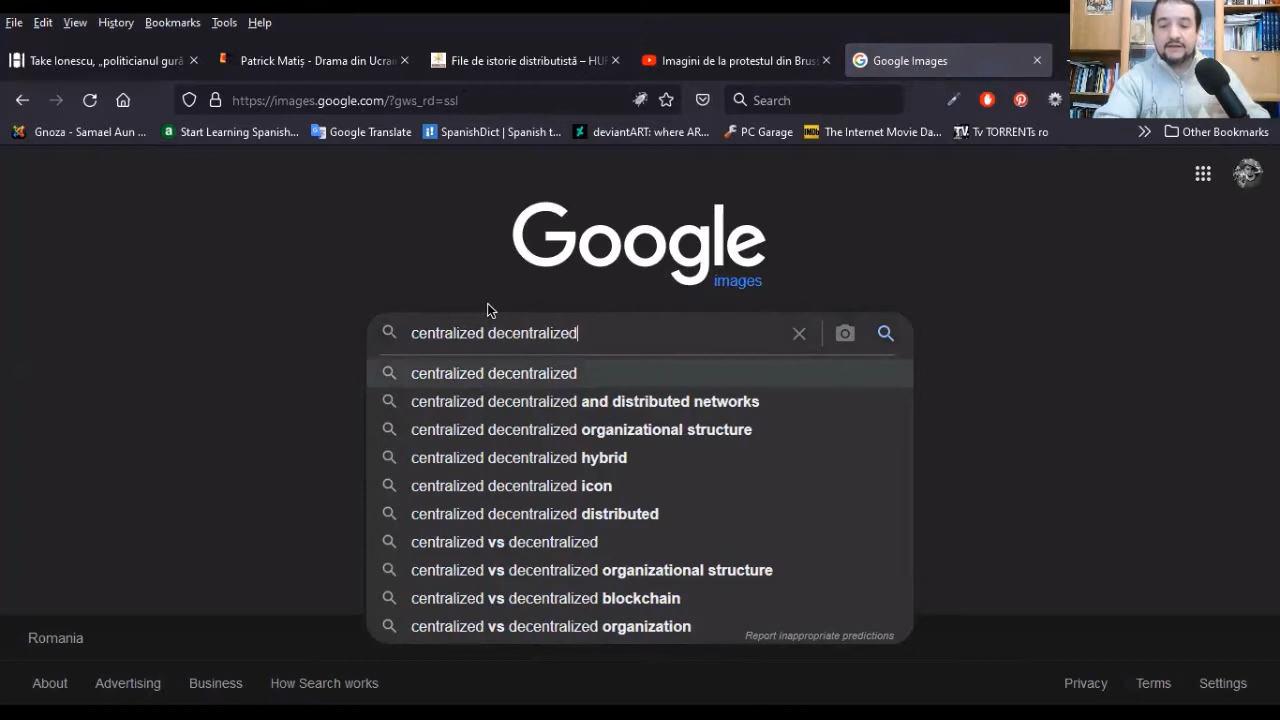 File Edit View History Bookmarks Tools Help
Take Ionescu, „politicianul gură Patrick Matiș - Drama din Ucrai File de istorie distributistă – HUF Imagini de la protestul din Brus Google Images
https://images.google.com/?gws_rd=ssl Search
Gnoza - Samael Aun ... Start Learning Spanish... Google Translate SpanishDict | Spanish t... deviantART: where AR... PC Garage IMDb The Internet Movie Da... TV Tv TORRENTs ro Other Bookmarks
Google
images
centralized decentralized
centralized decentralized
centralized decentralized and distributed networks
centralized decentralized organizational structure
centralized decentralized hybrid
centralized decentralized icon
centralized decentralized distributed
centralized vs decentralized
centralized vs decentralized organizational structure
centralized vs decentralized blockchain
centralized vs decentralized organization
Report inappropriate predictions
Romania
About Advertising Business How Search works Privacy Terms Settings